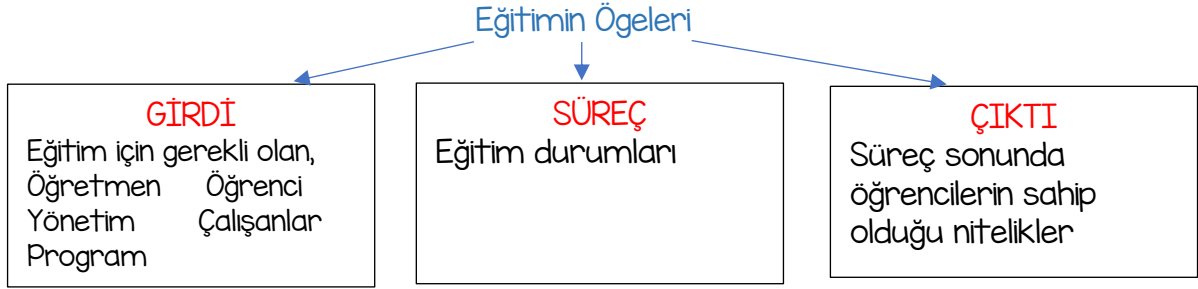 Eğitimin Ögeleri
GİRDİ
Eğitim için gerekli olan,
Öğretmen Öğrenci
Yönetim Çalışanlar
Program
SÜREÇ
Eğitim durumları
ÇIKTI
Süreç sonunda
öğrencilerin sahip
olduğu nitelikler